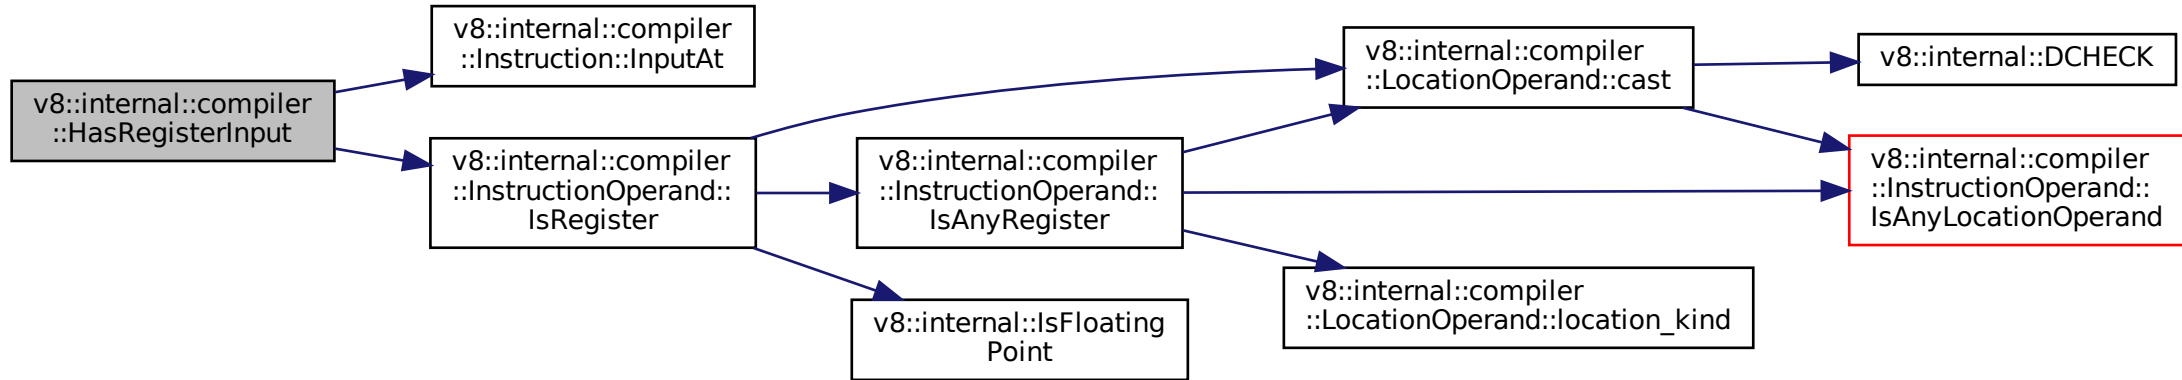 v8::internal::compiler
::HasRegisterInput
v8::internal::compiler
::Instruction::InputAt
v8::internal::compiler
::InstructionOperand::
IsRegister
v8::internal::compiler
::InstructionOperand::
IsAnyRegister
v8::internal::IsFloating
Point
v8::internal::compiler
::LocationOperand::cast
v8::internal::compiler
::LocationOperand::location_kind
v8::internal::DCHECK
v8::internal::compiler
::InstructionOperand::
IsAnyLocationOperand